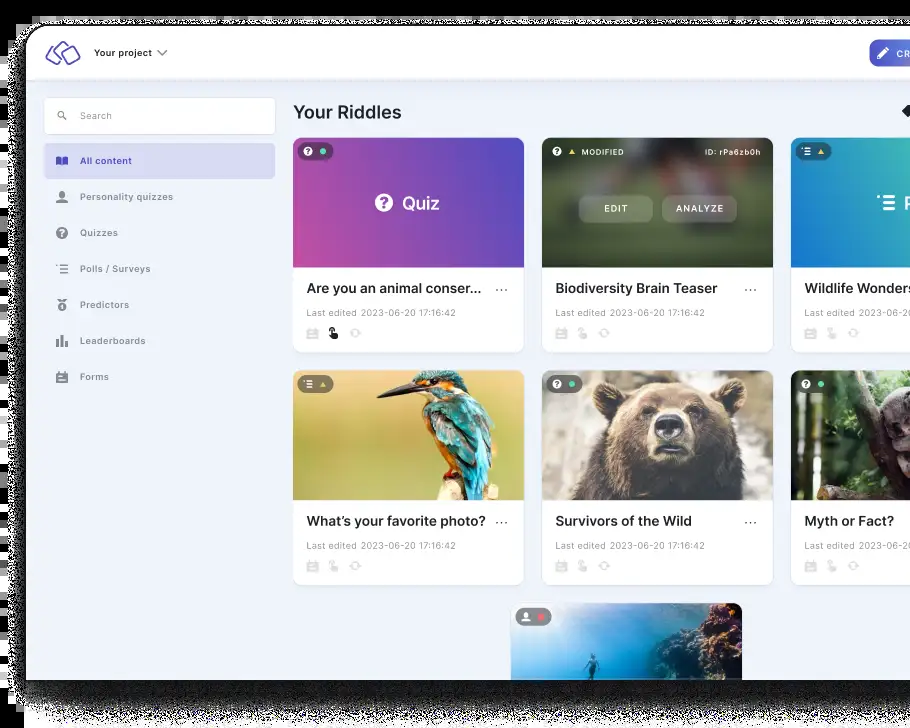 Your project
CR
Search
All content
Personality quizzes
Quizzes
Polls / Surveys
Predictors
Leaderboards
Forms
Your Riddles
Quiz
Are you an animal conser...
Last edited 2023-06-20 17:16:42
MODIFIED
ID: rPa6zb0h
EDIT
ANALYZE
Biodiversity Brain Teaser
Last edited 2023-06-20 17:16:42
Wildlife Wonders
Last edited 2023-06-20
What's your favorite photo?
Last edited 2023-06-20 17:16:42
Survivors of the Wild
Last edited 2023-06-20 17:16:42
Myth or Fact?
Last edited 2023-06-20